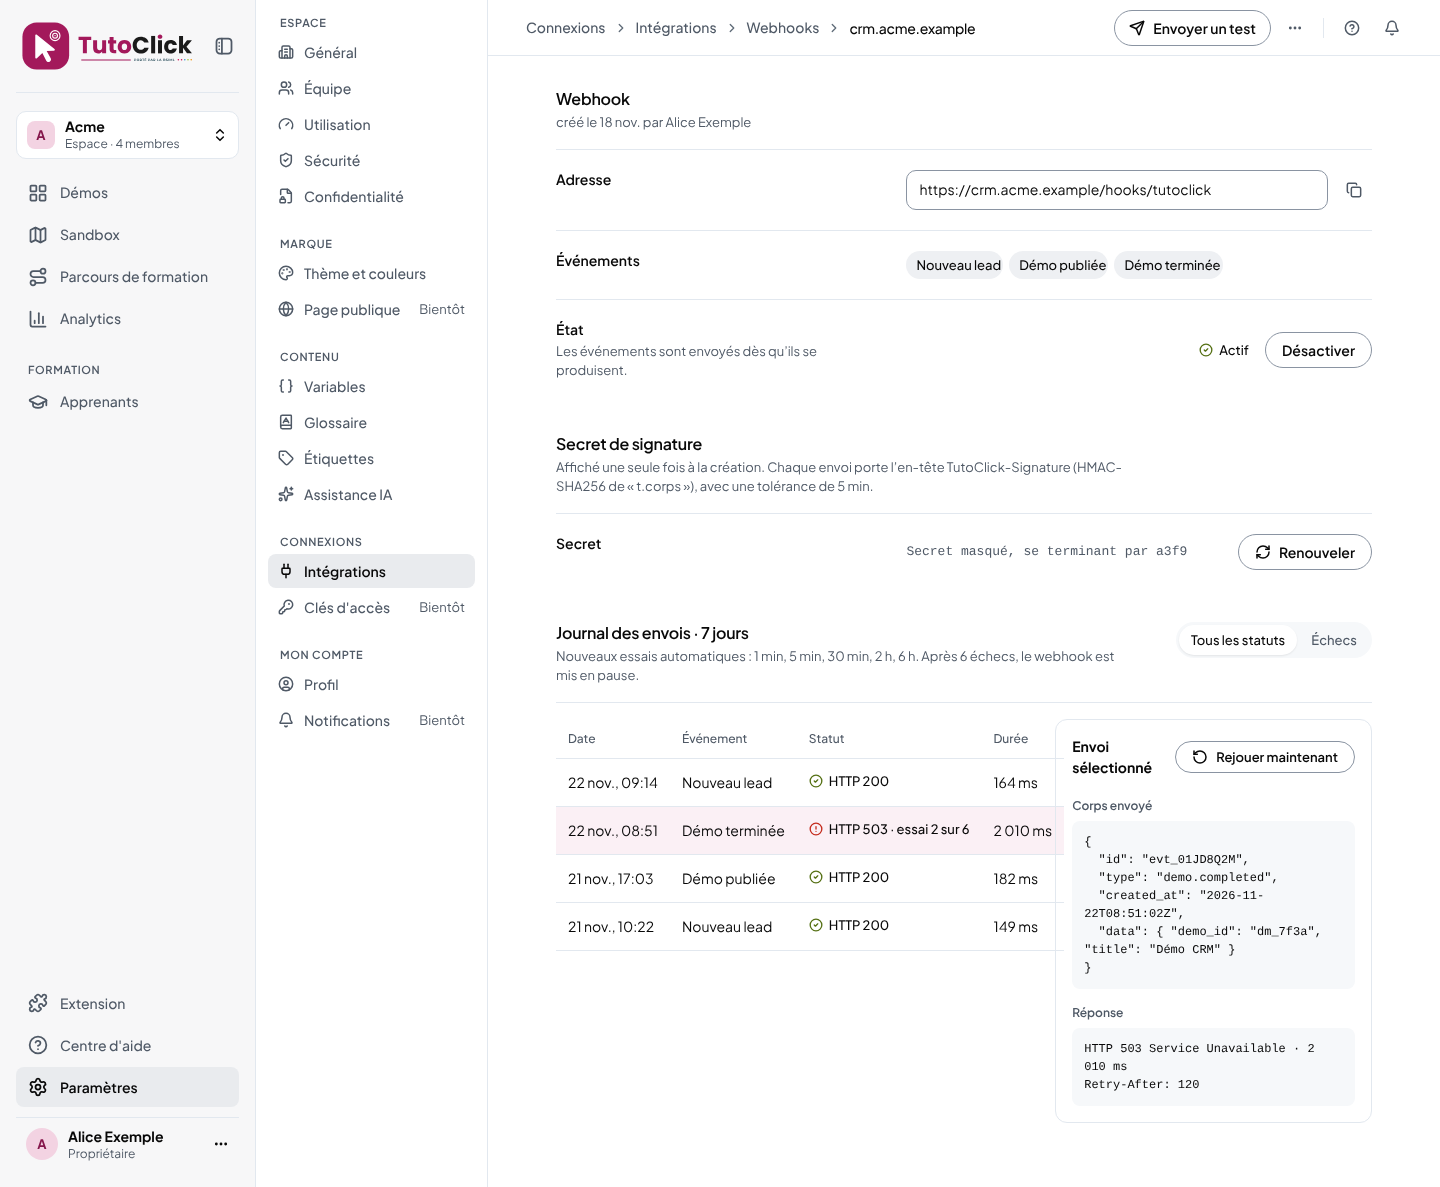 TutoClick
A
Acme
Espace · 4 membres
Démos
Sandbox
Parcours de formation
Analytics
FORMATION
Apprenants
Extension
Centre d'aide
Paramètres
A
Alice Exemple
Propriétaire
ESPACE
Général
Équipe
Utilisation
Sécurité
Confidentialité
MARQUE
Thème et couleurs
Page publique Bientôt
CONTENU
Variables
Glossaire
Étiquettes
Assistance IA
CONNEXIONS
Intégrations
Clés d'accès Bientôt
MON COMPTE
Profil
Notifications Bientôt
Connexions > Intégrations > Webhooks > crm.acme.example
Envoyer un test
Webhook
créé le 18 nov. par Alice Exemple
Adresse
https://crm.acme.example/hooks/tutoclick
Événements
Nouveau lead Démo publiée Démo terminée
État
Les événements sont envoyés dès qu'ils se
produisent.
Actif
Désactiver
Secret de signature
Affiché une seule fois à la création. Chaque envoi porte l'en-tête TutoClick-Signature (HMAC-
SHA256 de « t.corps »), avec une tolérance de 5 min.
Secret
Secret masqué, se terminant par a3f9
Renouveler
Journal des envois · 7 jours
Nouveaux essais automatiques : 1 min, 5 min, 30 min, 2 h, 6 h. Après 6 échecs, le webhook est
mis en pause.
Tous les statuts Échecs
Date Événement Statut Durée
22 nov., 09:14 Nouveau lead HTTP 200 164 ms
22 nov., 08:51 Démo terminée HTTP 503 · essai 2 sur 6 2 010 ms
21 nov., 17:03 Démo publiée HTTP 200 182 ms
21 nov., 10:22 Nouveau lead HTTP 200 149 ms
Envoi
sélectionné
Rejouer maintenant
Corps envoyé
{
"id": "evt_01JD8Q2M",
"type": "demo.completed",
"created_at": "2026-11-
22T08:51:02Z",
"data": { "demo_id": "dm_7f3a",
"title": "Démo CRM" }
}
Réponse
HTTP 503 Service Unavailable · 2
010 ms
Retry-After: 120